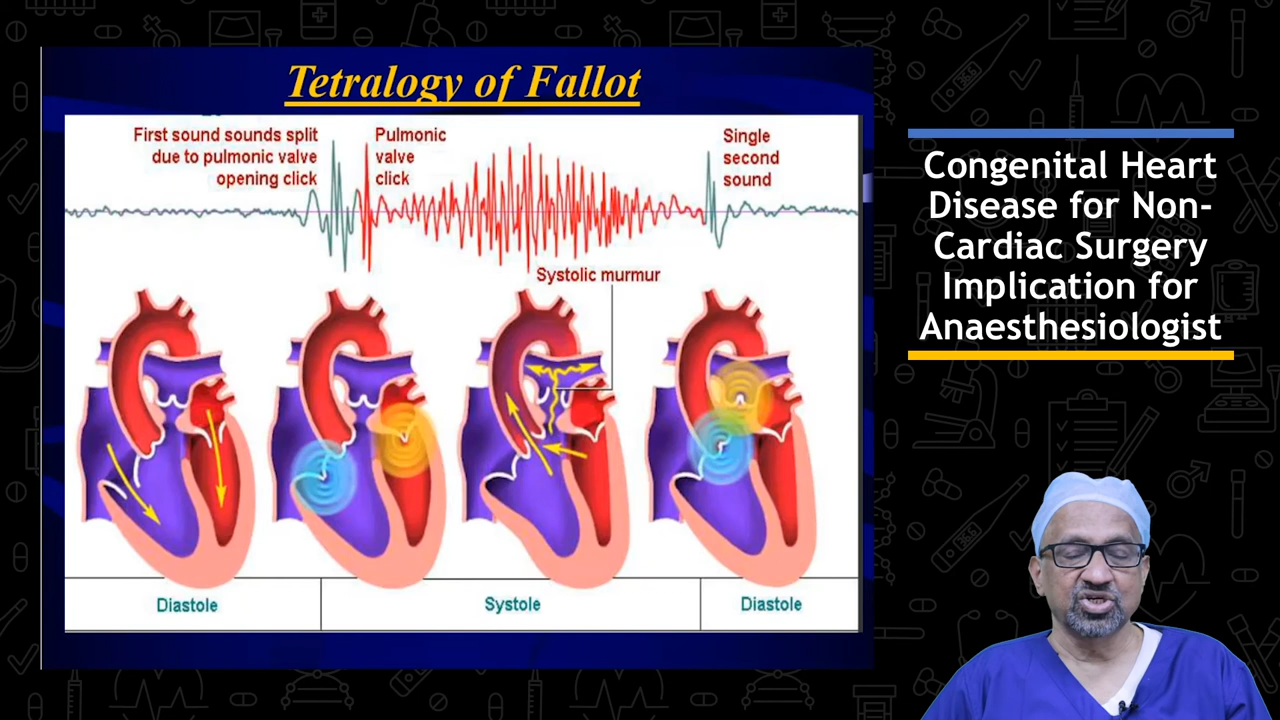 Tetralogy of Fallot
First sound sounds split
due to pulmonic valve
opening click
Pulmonic
valve
click
Single
second
sound
Systolic murmur
Diastole
Systole
Diastole
Congenital Heart
Disease for Non-
Cardiac Surgery
Implication for
Anaesthesiologist